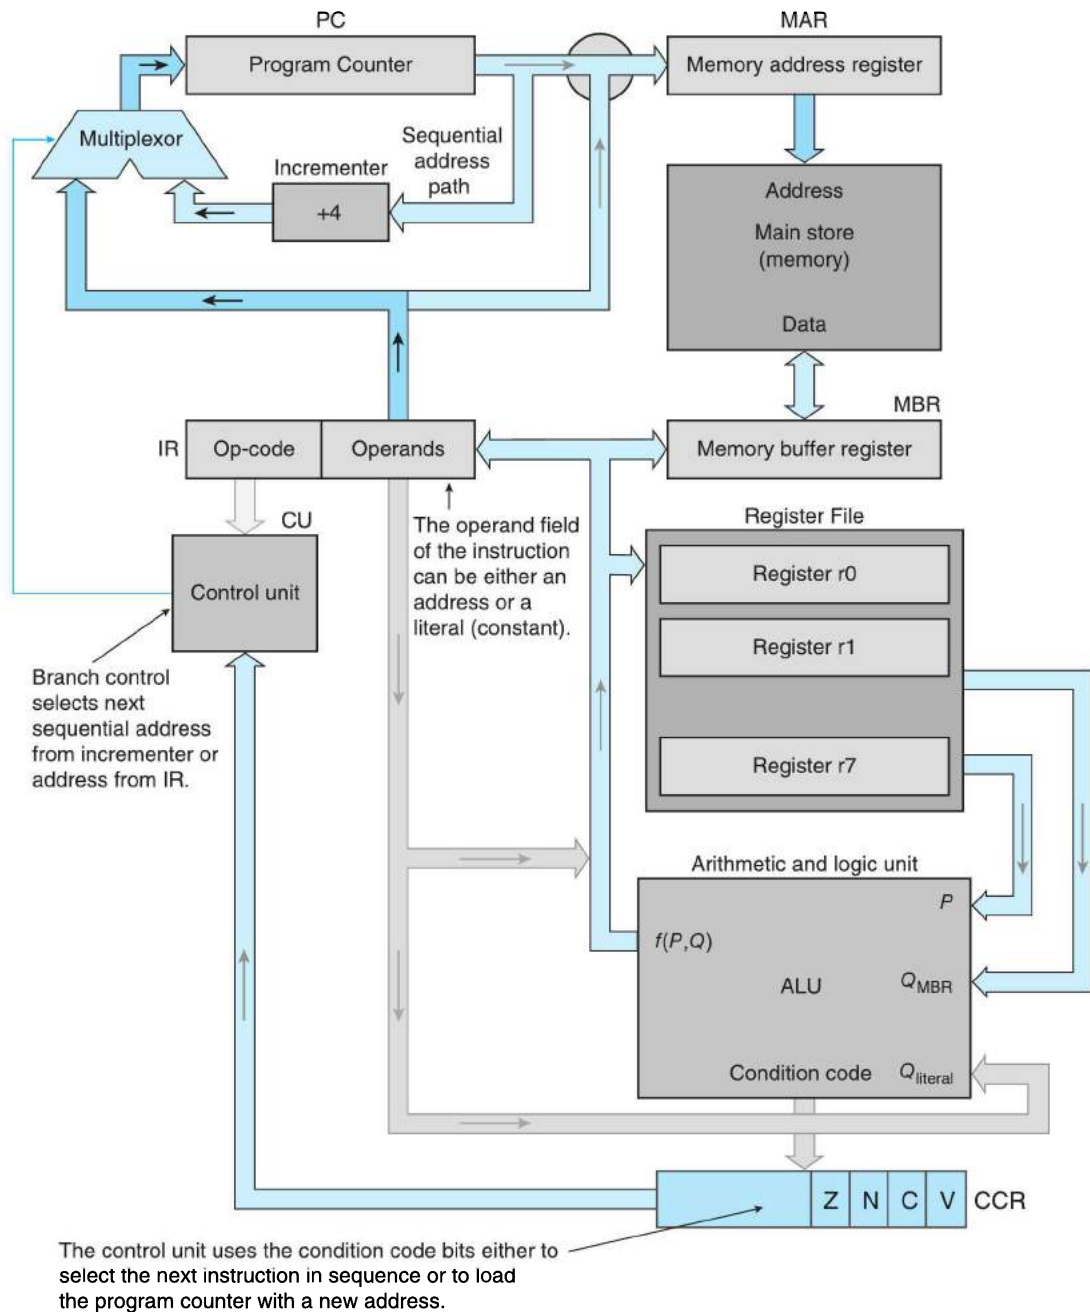 PC
MAR
Program Counter
Memory address register
Multiplexor
Sequential
address
path
Incrementer
+4
Address
Main store
(memory)
Data
MBR
IR
Op-code
Operands
Memory buffer register
CU
The operand field
of the instruction
can be either an
address or a
literal (constant).
Register File
Register r0
Control unit
Register r1
Branch control
selects next
sequential address
from incrementer or
address from IR.
Register r7
Arithmetic and logic unit
P
f(P,Q)
ALU
QMBR
Condition code
Qliteral
Z N C V
CCR
The control unit uses the condition code bits either to
select the next instruction in sequence or to load
the program counter with a new address.